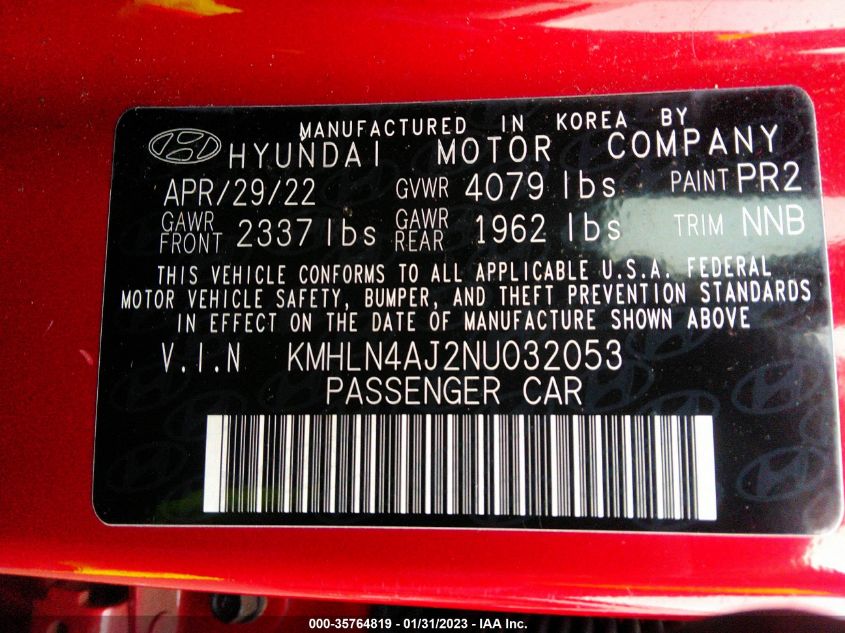 MANUFACTURED IN KOREA BY
HYUNDAI MOTOR COMPANY
APR/29/22 GVWR 4079 lbs PAINT PR2
GAWR FRONT 2337 lbs GAWR REAR 1962 lbs TRIM NNB
THIS VEHICLE CONFORMS TO ALL APPLICABLE U.S.A. FEDERAL
MOTOR VEHICLE SAFETY, BUMPER, AND THEFT PREVENTION STANDARDS
IN EFFECT ON THE DATE OF MANUFACTURE SHOWN ABOVE
V.I.N KMHLN4AJ2NU032053
PASSENGER CAR
000-35764819 - 01/31/2023 - IAA Inc.